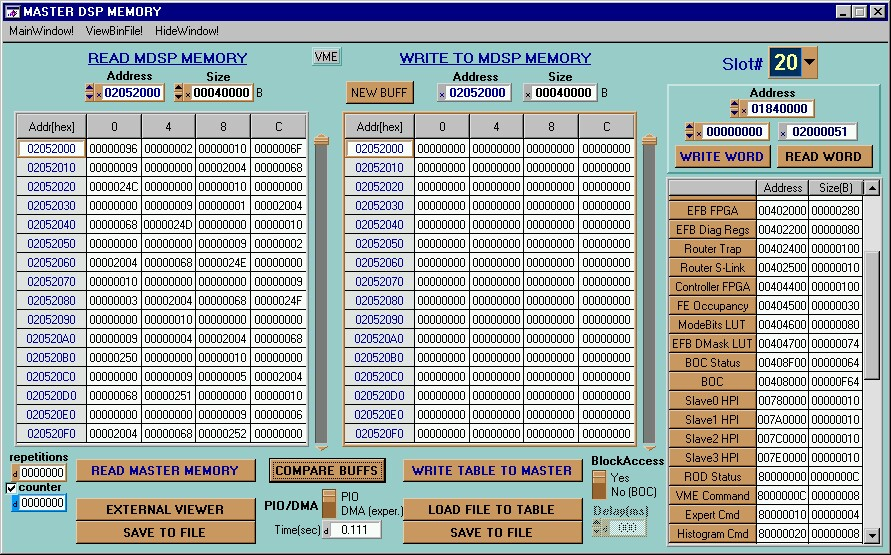 MASTER DSP MEMORY
MainWindow! ViewBinFile! HideWindow!
READ MDSP MEMORY
VME
WRITE TO MDSP MEMORY
Slot# 20
Address Size
x 02052000 x 00040000 B
NEW BUFF
Address Size
x 02052000 x 00040000 B
Address
x 01840000
x 00000000 x 02000051
WRITE WORD READ WORD
Addr[hex] 0 4 8 C
02052000 00000096 00000002 00000010 0000006F
02052010 00000009 00000000 00002004 00000068
02052020 0000024C 00000000 00000010 00000000
02052030 00000000 00000009 00000001 00002004
02052040 00000068 0000024D 00000000 00000010
02052050 00000000 00000000 00000009 00000002
02052060 00002004 00000068 0000024E 00000000
02052070 00000010 00000000 00000000 00000009
02052080 00000003 00002004 00000068 0000024F
02052090 00000000 00000010 00000000 00000000
020520A0 00000009 00000004 00002004 00000068
020520B0 00000250 00000000 00000010 00000000
020520C0 00000000 00000009 00000005 00002004
020520D0 00000068 00000251 00000000 00000010
020520E0 00000000 00000000 00000009 00000006
020520F0 00002004 00000068 00000252 00000000
Addr[hex] 0 4 8 C
02052000 00000000 00000000 00000000 00000000
02052010 00000000 00000000 00000000 00000000
02052020 00000000 00000000 00000000 00000000
02052030 00000000 00000000 00000000 00000000
02052040 00000000 00000000 00000000 00000000
02052050 00000000 00000000 00000000 00000000
02052060 00000000 00000000 00000000 00000000
02052070 00000000 00000000 00000000 00000000
02052080 00000000 00000000 00000000 00000000
02052090 00000000 00000000 00000000 00000000
020520A0 00000000 00000000 00000000 00000000
020520B0 00000000 00000000 00000000 00000000
020520C0 00000000 00000000 00000000 00000000
020520D0 00000000 00000000 00000000 00000000
020520E0 00000000 00000000 00000000 00000000
020520F0 00000000 00000000 00000000 00000000
Address Size(B)
EFB FPGA 00402000 00000280
EFB Diag Regs 00402200 00000080
Router Trap 00402400 00000100
Router S-Link 00402500 00000010
Controller FPGA 00404400 00000100
FE Occupancy 00404500 00000030
ModeBits LUT 00404600 00000080
EFB DMask LUT 00404700 00000074
BOC Status 00408F00 00000064
BOC 00408000 00000F64
Slave0 HPI 00780000 00000010
Slave1 HPI 007A0000 00000010
Slave2 HPI 007C0000 00000010
Slave3 HPI 007E0000 00000010
ROD Status 80000000 0000000C
VME Command 8000000C 00000008
Expert Cmd 80000010 00000004
Histogram Cmd 80000020 00000008
repetitions
d 0000000
counter
d 0000000
READ MASTER MEMORY
COMPARE BUFFS
WRITE TABLE TO MASTER
BlockAccess
Yes
No (BOC)
EXTERNAL VIEWER
PIO/DMA
PIO
DMA (exper.)
LOAD FILE TO TABLE
Delay(ms)
000
SAVE TO FILE
Time(sec) d 0.111
SAVE TO FILE